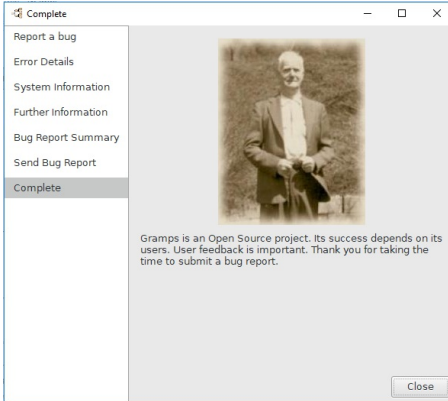 Complete
Report a bug
Error Details
System Information
Further Information
Bug Report Summary
Send Bug Report
Complete
Gramps is an Open Source project. Its success depends on its
users. User feedback is important. Thank you for taking the
time to submit a bug report.
Close